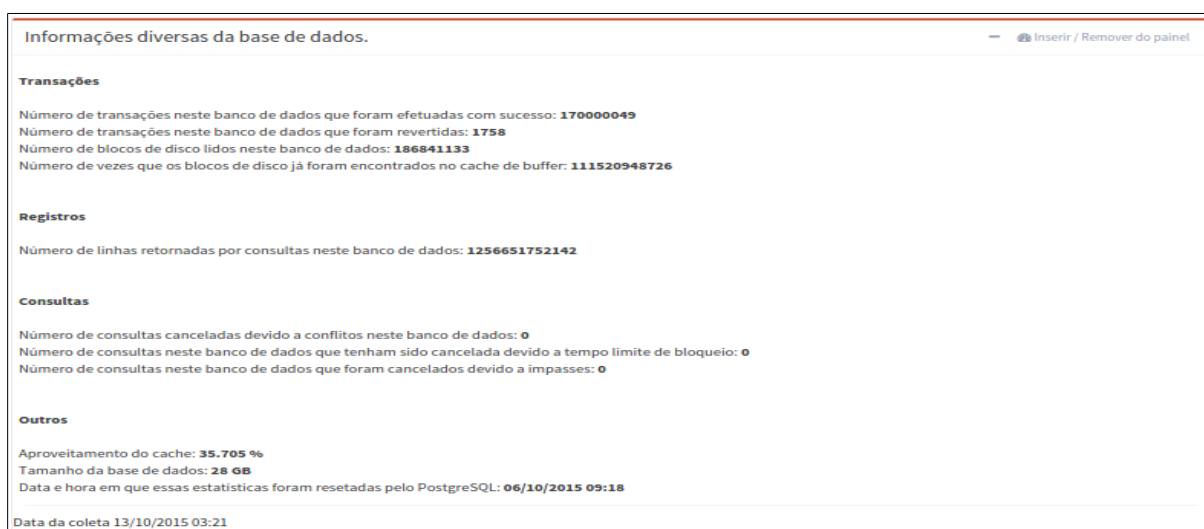 Informações diversas da base de dados.
Inserir / Remover do painel
Transações
Número de transações neste banco de dados que foram efetuadas com sucesso: 170000049
Número de transações neste banco de dados que foram revertidas: 1758
Número de blocos de disco lidos neste banco de dados: 186841133
Número de vezes que os blocos de disco já foram encontrados no cache de buffer: 111520948726
Registros
Número de linhas retornadas por consultas neste banco de dados: 1256651752142
Consultas
Número de consultas canceladas devido a conflitos neste banco de dados: 0
Número de consultas neste banco de dados que tenham sido cancelada devido a tempo limite de bloqueio: 0
Número de consultas neste banco de dados que foram cancelados devido a impasses: 0
Outros
Aproveitamento do cache: 35.705 %
Tamanho da base de dados: 28 GB
Data e hora em que essas estatísticas foram resetadas pelo PostgreSQL: 06/10/2015 09:18
Data da coleta 13/10/2015 03:21